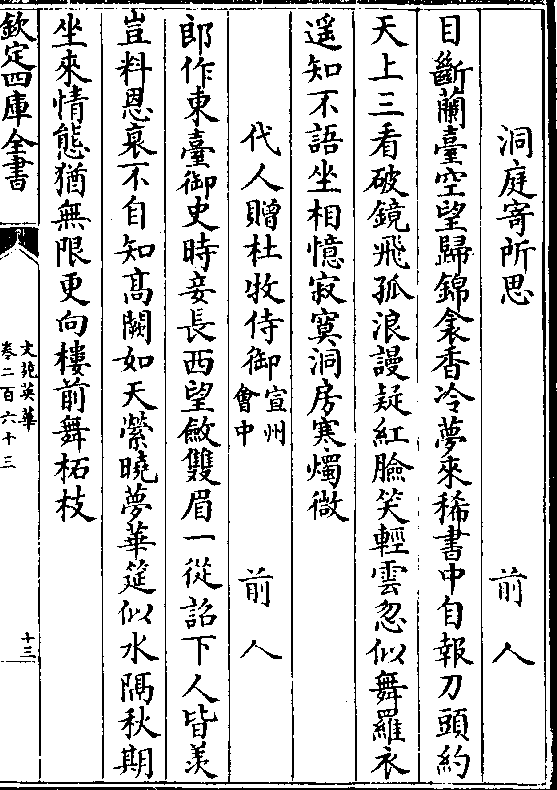 洞庭寄所思　前人
目斷蘭臺空望歸錦衾香冷夢來稀書中自報刀頭約
天上三看破鏡飛孤浪謾疑紅臉笑輕雲忽似舞羅衣
遥知不語坐相憶寂寞洞房寒燭微
代人贈杜牧侍御宣州會中　前人
郎作東臺御史時妾長西望斂雙眉一從詔下人皆羡
豈料恩衰不自知高闕如天縈曉夢華筵似水隔秋期
坐來情態猶無限更向樓前舞柘枝
欽定四庫全書
文苑英華
卷二百六十三
十三